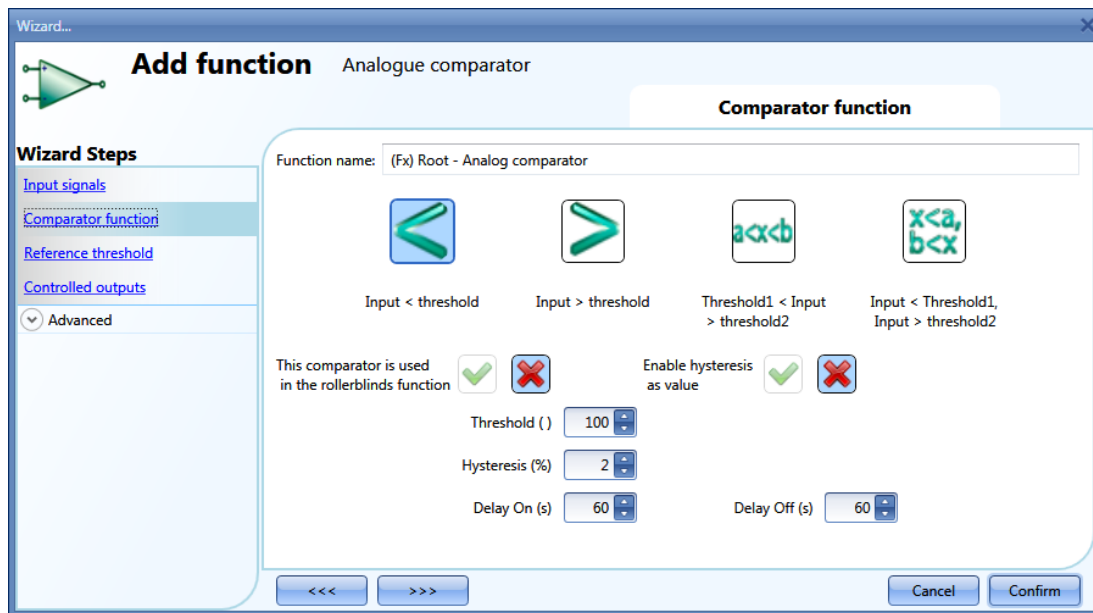 Wizard...
Add function Analogue comparator
Comparator function
Wizard Steps
Input signals
Comparator function
Reference threshold
Controlled outputs
Advanced
Function name: (Fx) Root - Analog comparator
< > a<x<b x<a,
b<x
Input < threshold Input > threshold Threshold1 < Input Input < Threshold1,
> threshold2 Input > threshold2
This comparator is used Enable hysteresis
in the rollerblinds function as value
Threshold ( ) 100
Hysteresis (%) 2
Delay On (s) 60 Delay Off (s) 60
<<< >>> Cancel Confirm